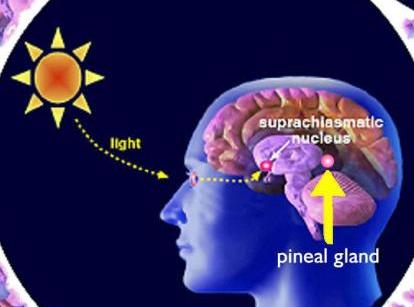 light
suprachiasmatic
nucleus
pineal gland